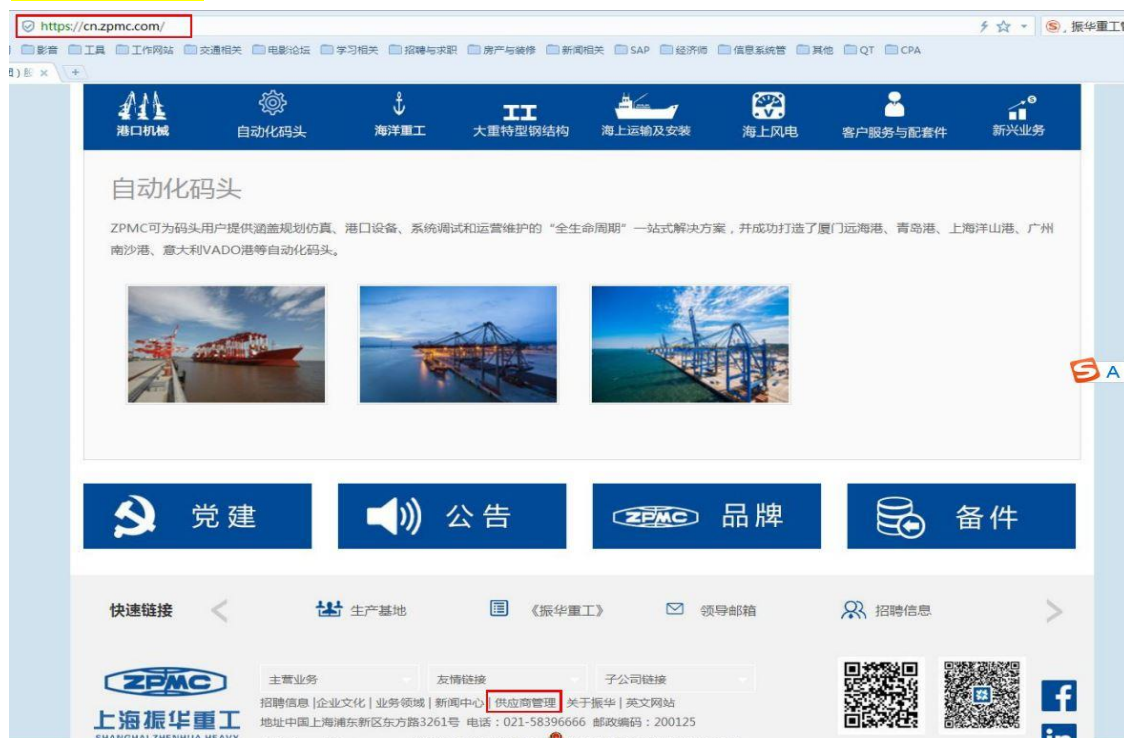 https://cn.zpmc.com/
振华重工
影音 工具 工作网站 交通相关 电影论坛 学习相关 招聘与求职 房产与装修 新闻相关 SAP 经济师 信息系统管 其他 QT CPA
港口机械 自动化码头 海洋重工 大重特型钢结构 海上运输及安装 海上风电 客户服务与配套件 新兴业务
自动化码头
ZPMC可为码头用户提供涵盖规划仿真、港口设备、系统调试和运营维护的“全生命周期”一站式解决方案，并成功打造了厦门远海港、青岛港、上海洋山港、广州
南沙港、意大利VADO港等自动化码头。
A
党建 公告 ZPMC 品牌 备件
快速链接 生产基地 《振华重工》 领导邮箱 招聘信息
ZPMC
主营业务 友情链接 子公司链接
招聘信息 |企业文化 | 业务领域 | 新闻中心 | 供应商管理 关于振华 | 英文网站
上海振华重工
地址中国上海浦东新区东方路3261号 电话：021-58396666 邮政编码：200125
SHANGHAI ZHENHUA HEAVY
f
in